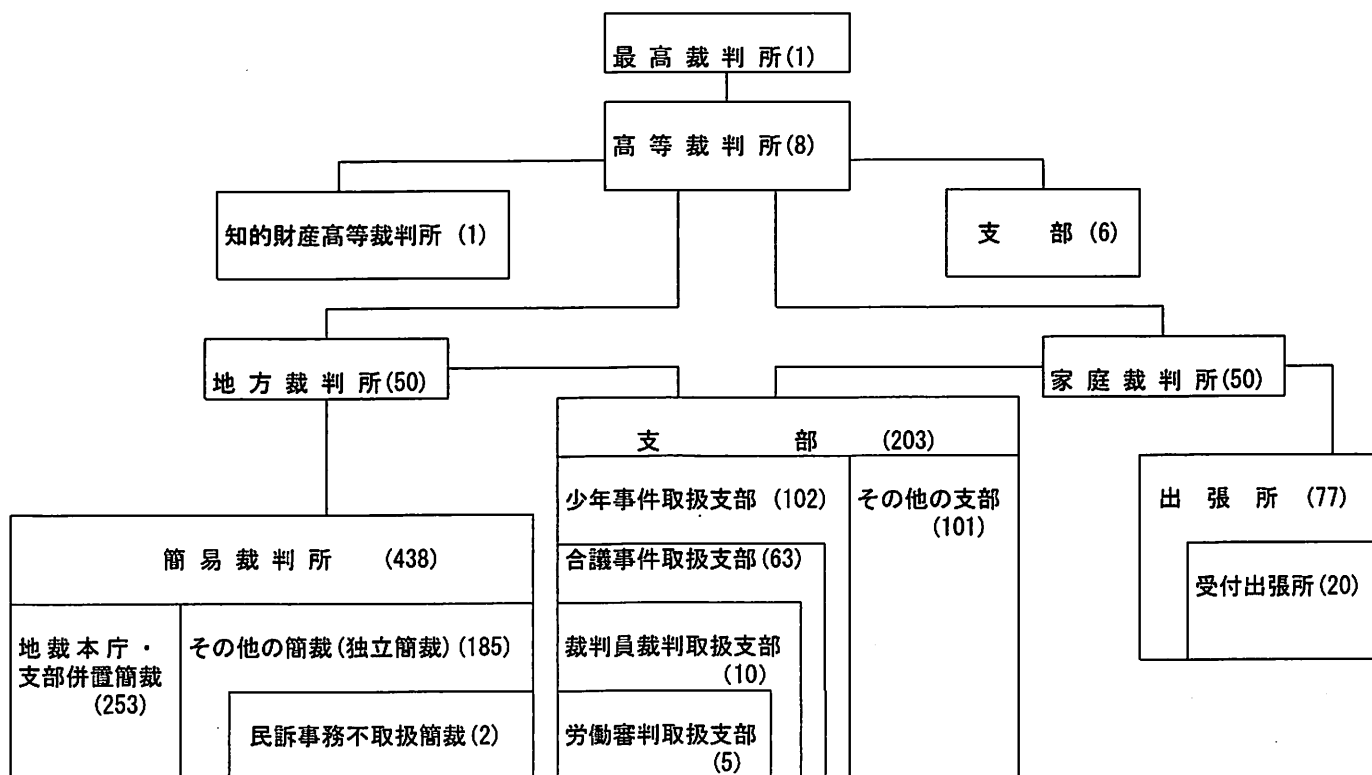 最高裁判所(1)
高等裁判所(8)
知的財産高等裁判所 (1)
支 部 (6)
地方裁判所(50)
家庭裁判所(50)
支 部 (203)
少年事件取扱支部 (102)
その他の支部
(101)
合議事件取扱支部(63)
裁判員裁判取扱支部
(10)
労働審判取扱支部
(5)
出張所 (77)
受付出張所(20)
簡易裁判所 (438)
地裁本庁・
支部併置簡裁
(253)
その他の簡裁(独立簡裁)(185)
民訴事務不取扱簡裁(2)